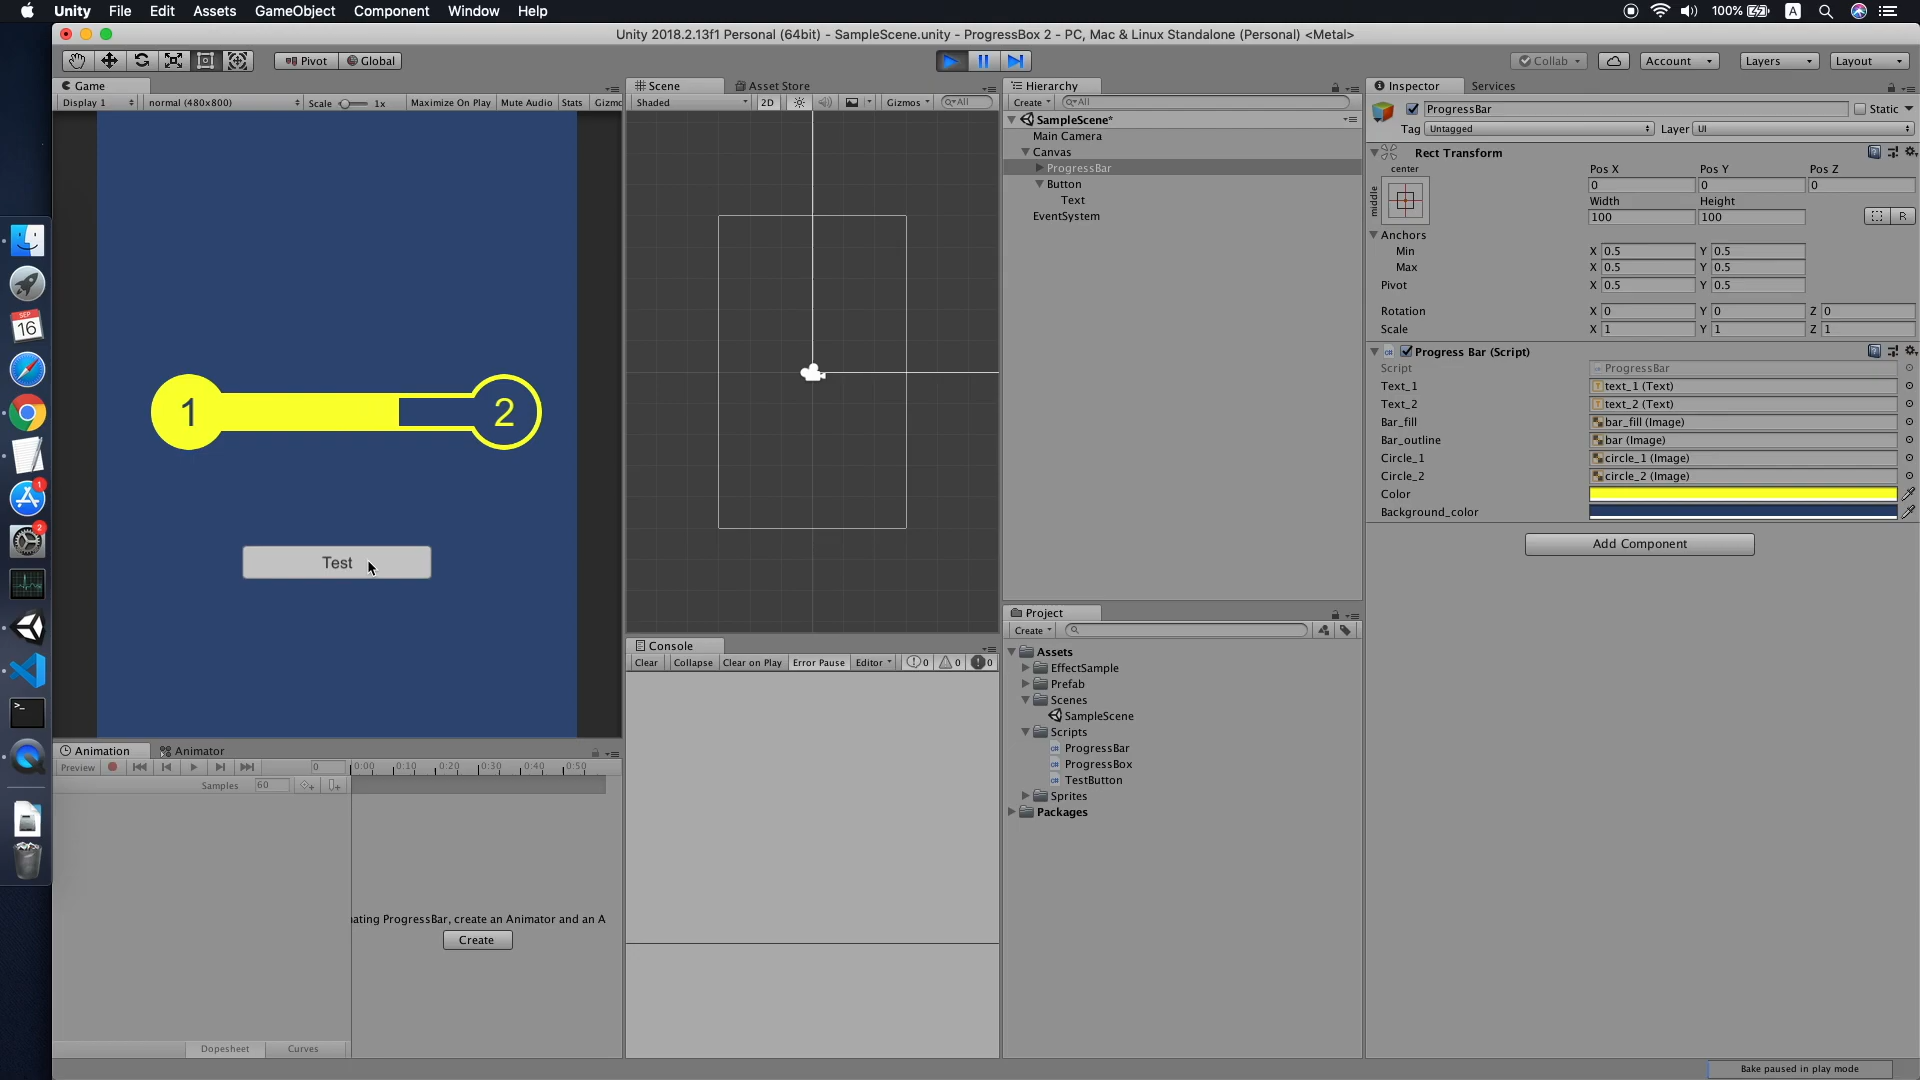 Unity File Edit Assets GameObject Component Window Help
100% A
Unity 2018.2.13f1 Personal (64bit) - SampleScene.unity - ProgressBox 2 - PC, Mac & Linux Standalone (Personal) <Metal>
Pivot Global
Collab Account Layers Layout
Game
Display 1 normal (480x800) Scale 1x Maximize On Play Mute Audio Stats Gizmo
1
2
Test
Scene Asset Store
Shaded 2D Gizmos All
Hierarchy
Create All
SampleScene*
Main Camera
Canvas
ProgressBar
Button
Text
EventSystem
Inspector Services
ProgressBar Static
Tag Untagged Layer UI
Rect Transform
center
middle
Pos X Pos Y Pos Z
0 0 0
Width Height
100 100
R
Anchors
Min X 0.5 Y 0.5
Max X 0.5 Y 0.5
Pivot X 0.5 Y 0.5
Rotation X 0 Y 0 Z 0
Scale X 1 Y 1 Z 1
Progress Bar (Script)
Script ProgressBar
Text_1 text_1 (Text)
Text_2 text_2 (Text)
Bar_fill bar_fill (Image)
Bar_outline bar (Image)
Circle_1 circle_1 (Image)
Circle_2 circle_2 (Image)
Color
Background_color
Add Component
Console
Clear Collapse Clear on Play Error Pause Editor 0 0 0
Project
Create
Assets
EffectSample
Prefab
Scenes
SampleScene
Scripts
ProgressBar
ProgressBox
TestButton
Sprites
Packages
Animation Animator
Preview 0 0:00 0:10 0:20 0:30 0:40 0:50
Samples 60
ating ProgressBar, create an Animator and an A
Create
Dopesheet Curves
Bake paused in play mode
SEP
16
1
2